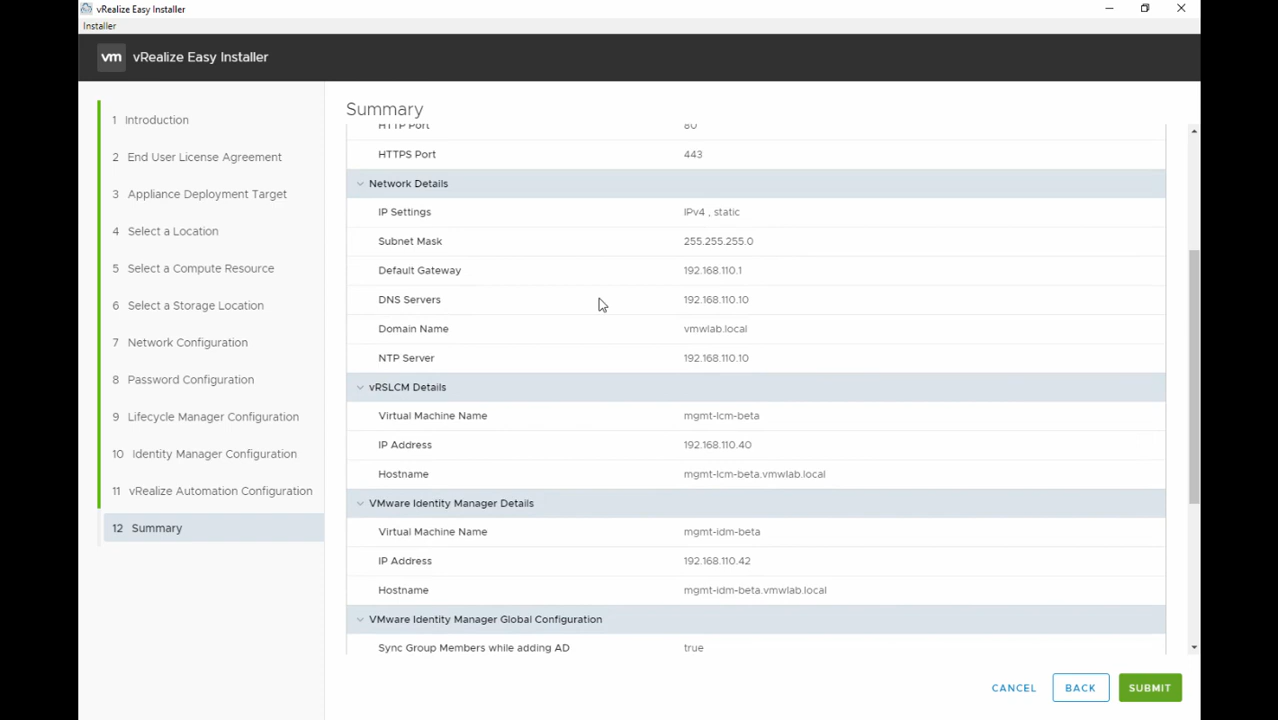 vRealize Easy Installer
Installer
vm vRealize Easy Installer
1 Introduction
2 End User License Agreement
3 Appliance Deployment Target
4 Select a Location
5 Select a Compute Resource
6 Select a Storage Location
7 Network Configuration
8 Password Configuration
9 Lifecycle Manager Configuration
10 Identity Manager Configuration
11 vRealize Automation Configuration
12 Summary
Summary
HTTP Port 80
HTTPS Port 443
Network Details
IP Settings IPv4 , static
Subnet Mask 255.255.255.0
Default Gateway 192.168.110.1
DNS Servers 192.168.110.10
Domain Name vmwlab.local
NTP Server 192.168.110.10
vRSLCM Details
Virtual Machine Name mgmt-lcm-beta
IP Address 192.168.110.40
Hostname mgmt-lcm-beta.vmwlab.local
VMware Identity Manager Details
Virtual Machine Name mgmt-idm-beta
IP Address 192.168.110.42
Hostname mgmt-idm-beta.vmwlab.local
VMware Identity Manager Global Configuration
Sync Group Members while adding AD true
CANCEL BACK SUBMIT